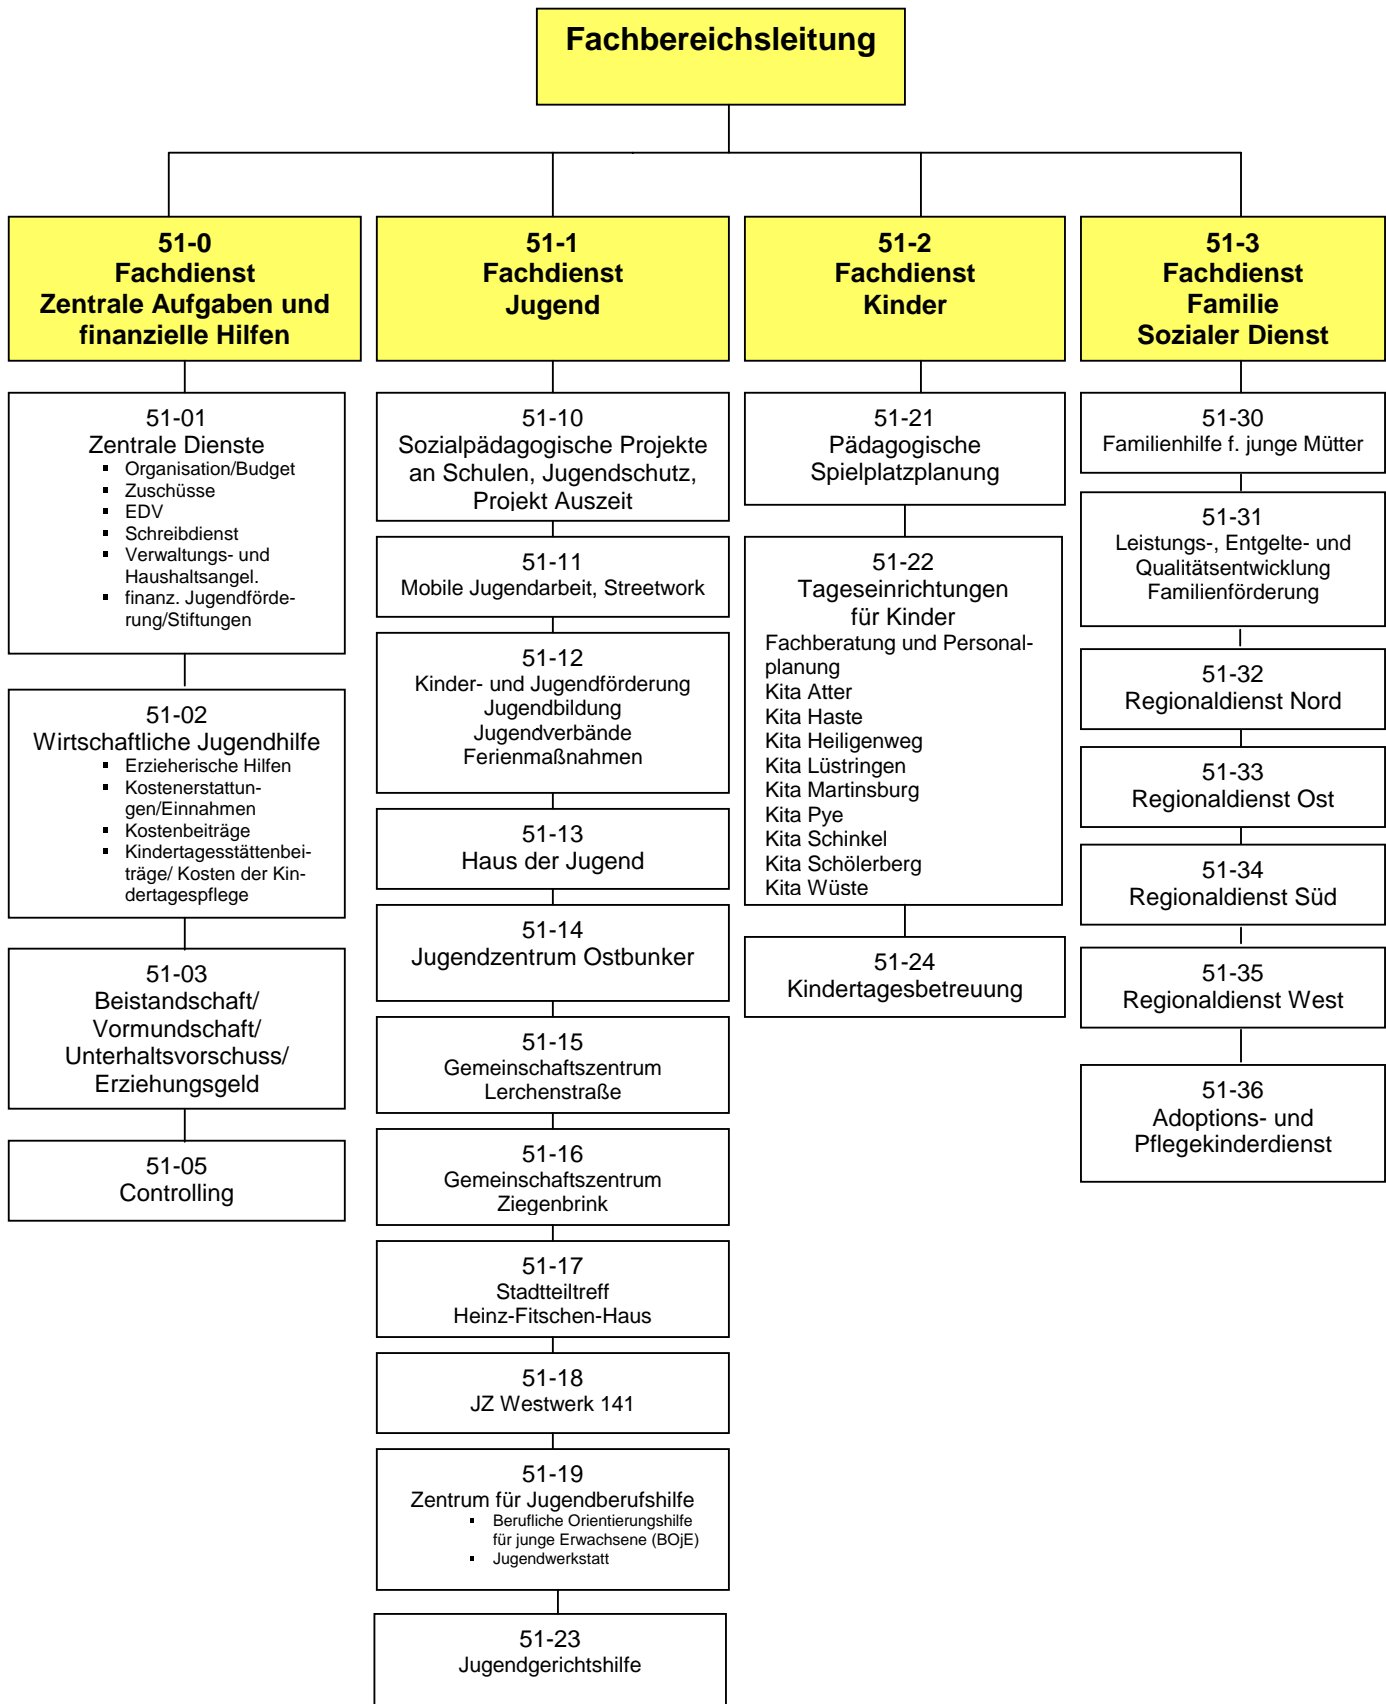 Fachbereichsleitung
51-0
Fachdienst
Zentrale Aufgaben und
finanzielle Hilfen
51-01
Zentrale Dienste
▪ Organisation/Budget
▪ Zuschüsse
▪ EDV
▪ Schreibdienst
▪ Verwaltungs- und
Haushaltsangel.
▪ finanz. Jugendförde-
rung/Stiftungen
51-02
Wirtschaftliche Jugendhilfe
▪ Erzieherische Hilfen
▪ Kostenerstattun-
gen/Einnahmen
▪ Kostenbeiträge
▪ Kindertagesstättenbei-
träge/ Kosten der Kin-
dertagespflege
51-03
Beistandschaft/
Vormundschaft/
Unterhaltsvorschuss/
Erziehungsgeld
51-05
Controlling
51-1
Fachdienst
Jugend
51-10
Sozialpädagogische Projekte
an Schulen, Jugendschutz,
Projekt Auszeit
51-11
Mobile Jugendarbeit, Streetwork
51-12
Kinder- und Jugendförderung
Jugendbildung
Jugendverbände
Ferienmaßnahmen
51-13
Haus der Jugend
51-14
Jugendzentrum Ostbunker
51-15
Gemeinschaftszentrum
Lerchenstraße
51-16
Gemeinschaftszentrum
Ziegenbrink
51-17
Stadtteiltreff
Heinz-Fitschen-Haus
51-18
JZ Westwerk 141
51-19
Zentrum für Jugendberufshilfe
▪ Berufliche Orientierungshilfe
für junge Erwachsene (BOjE)
▪ Jugendwerkstatt
51-23
Jugendgerichtshilfe
51-2
Fachdienst
Kinder
51-21
Pädagogische
Spielplatzplanung
51-22
Tageseinrichtungen
für Kinder
Fachberatung und Personal-
planung
Kita Atter
Kita Haste
Kita Heiligenweg
Kita Lüstringen
Kita Martinsburg
Kita Pye
Kita Schinkel
Kita Schölerberg
Kita Wüste
51-24
Kindertagesbetreuung
51-3
Fachdienst
Familie
Sozialer Dienst
51-30
Familienhilfe f. junge Mütter
51-31
Leistungs-, Entgelte- und
Qualitätsentwicklung
Familienförderung
51-32
Regionaldienst Nord
51-33
Regionaldienst Ost
51-34
Regionaldienst Süd
51-35
Regionaldienst West
51-36
Adoptions- und
Pflegekinderdienst